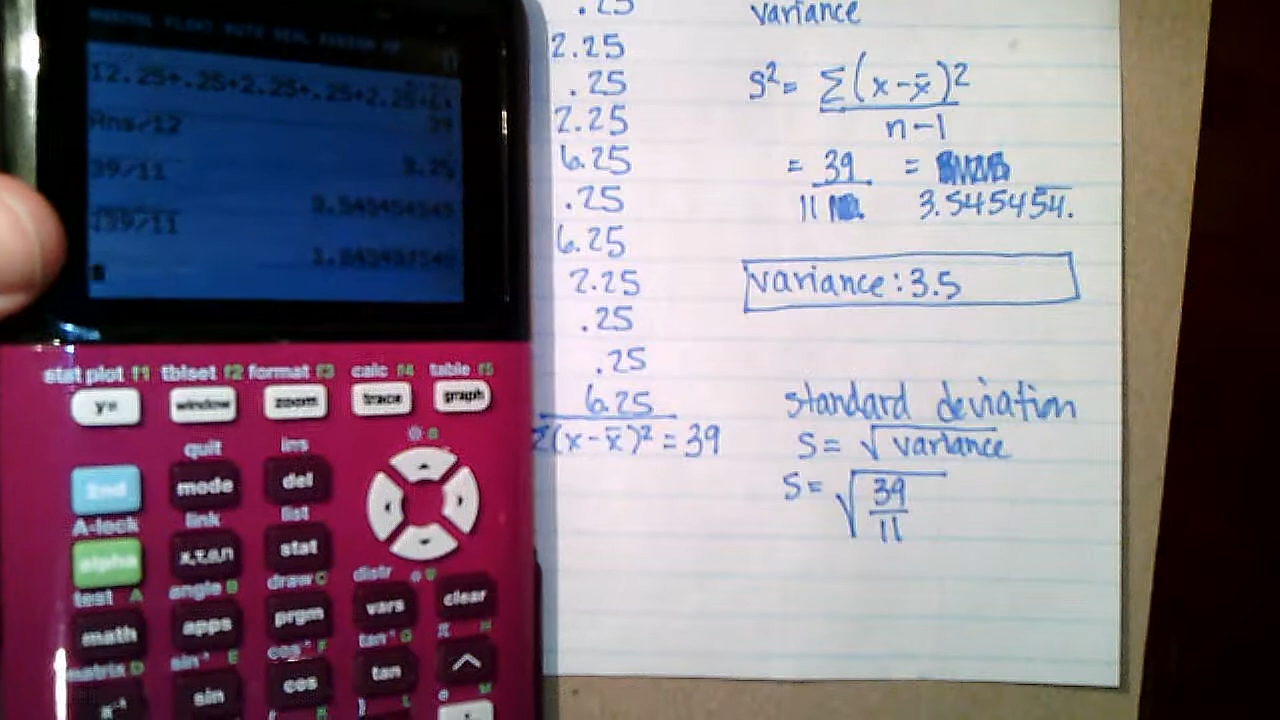 12.25+.25+2.25+.25+2.25+6.
39
Ans/12
3.25
39/11
3.545454545
√39/11
stat plot f1 tblset f2 format f3 calc f4 table f5
y= window zoom trace graph
quit ins
2nd mode del
A-lock link list
alpha X,T,θ,n stat
test A angle B draw C distr
math apps prgm vars clear
matrix D sin⁻¹ E cos⁻¹ F tan⁻¹ G π H
x⁻¹ sin cos tan ^
.25
2.25
.25
2.25
6.25
.25
6.25
2.25
.25
.25
6.25
Σ(x-x̄)² = 39
variance
S²= Σ(x-x̄)²
n-1
= 39 =
11 3.545454.
variance: 3.5
standard deviation
S= √variance
S= √39
11